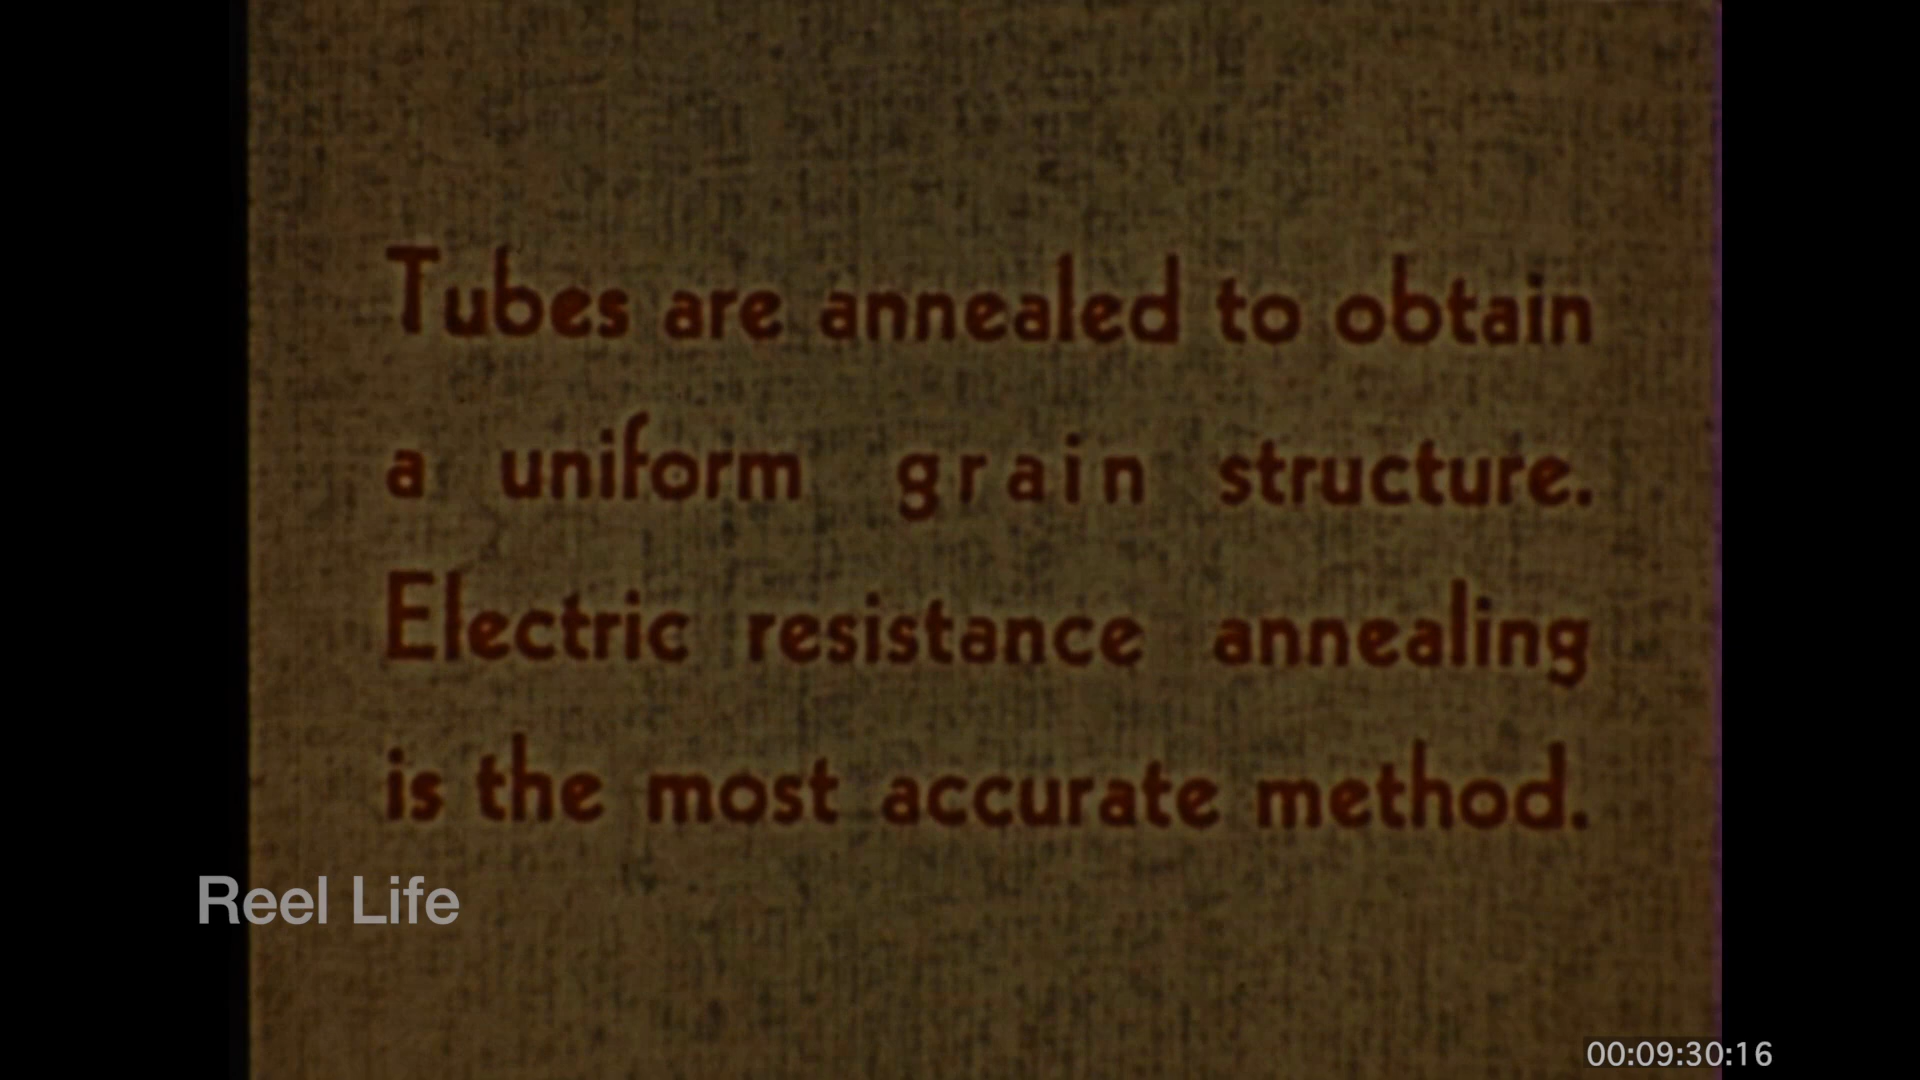 Tubes are annealed to obtain
a uniform grain structure.
Electric resistance annealing
is the most accurate method.
Reel Life
00:09:30:16